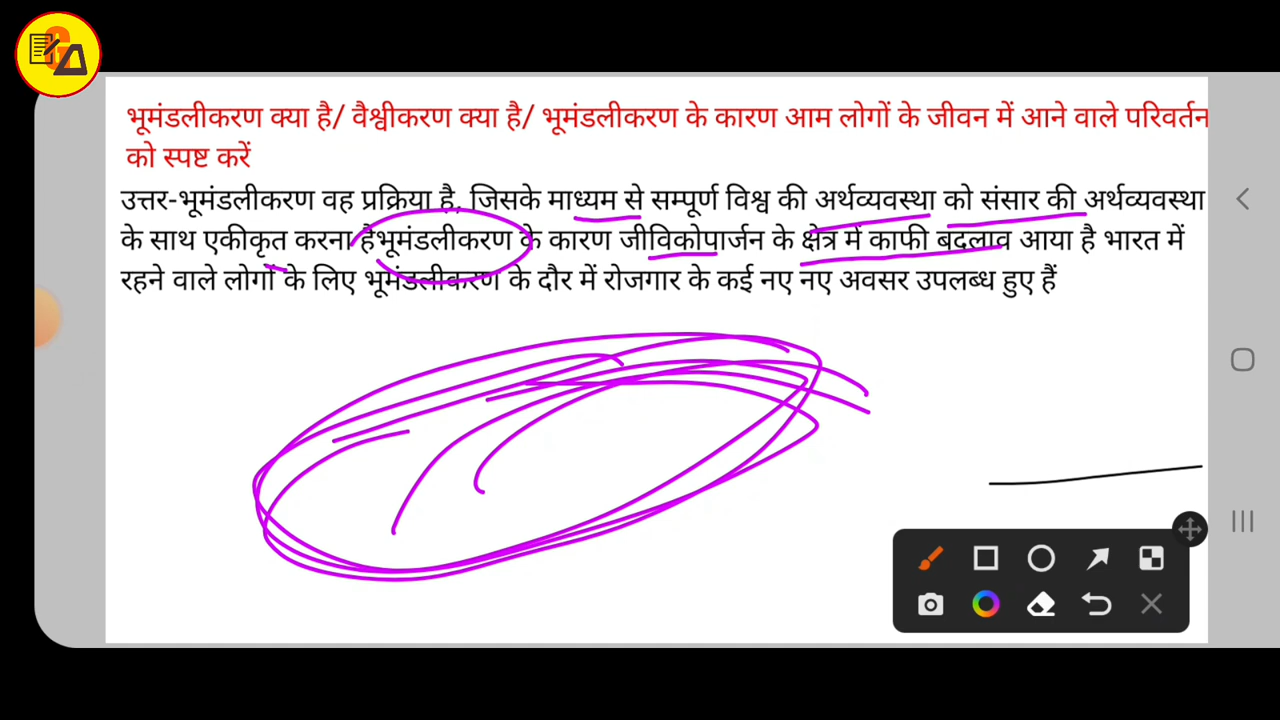 भूमंडलीकरण क्या है/ वैश्वीकरण क्या है/ भूमंडलीकरण के कारण आम लोगों के जीवन में आने वाले परिवर्तन
को स्पष्ट करें
उत्तर-भूमंडलीकरण वह प्रक्रिया है, जिसके माध्यम से सम्पूर्ण विश्व की अर्थव्यवस्था को संसार की अर्थव्यवस्था
के साथ एकीकृत करना हैभूमंडलीकरण के कारण जीविकोपार्जन के क्षेत्र में काफी बदलाव आया है भारत में
रहने वाले लोगों के लिए भूमंडलीकरण के दौर में रोजगार के कई नए नए अवसर उपलब्ध हुए हैं